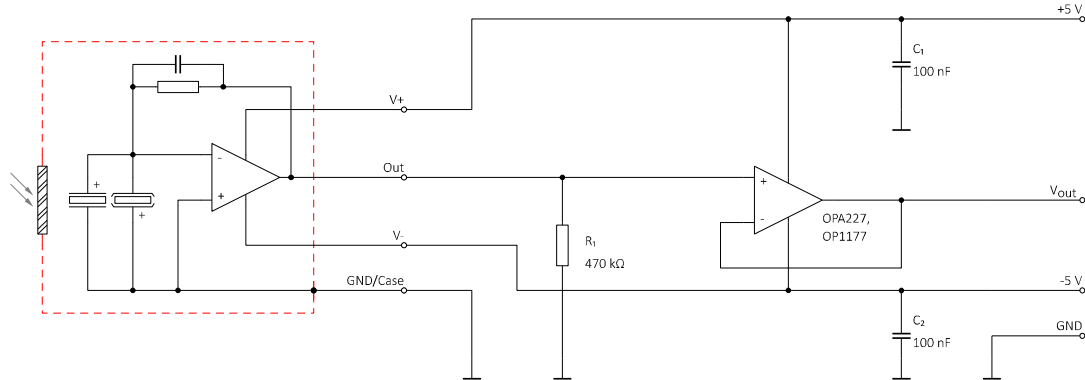 +5 V
C₁
100 nF
V+
+
-
+
+
Out
+
-
OPA227,
OP1177
Vout
R₁
470 kΩ
V-
GND/Case
-5 V
C₂
100 nF
GND